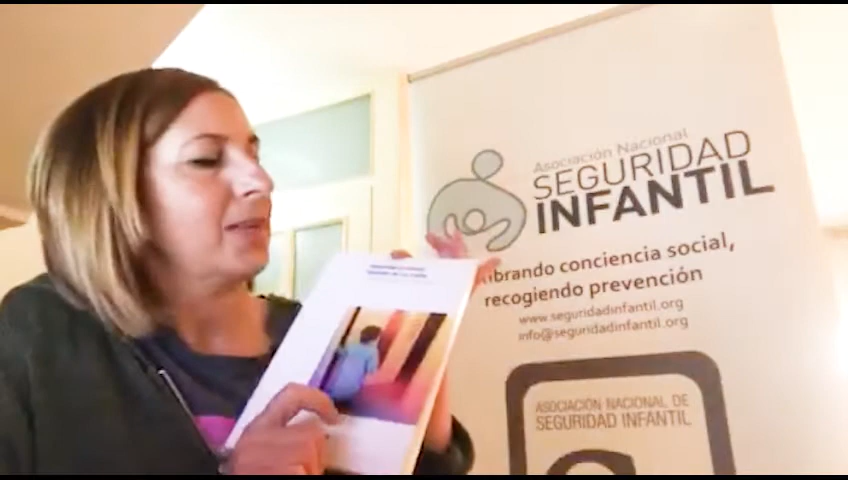 Asociación Nacional
SEGURIDAD
INFANTIL
ibrando conciencia social,
recogiendo prevención
www.seguridadinfantil.org
info@seguridadinfantil.org
ASOCIACIÓN NACIONAL DE
SEGURIDAD INFANTIL